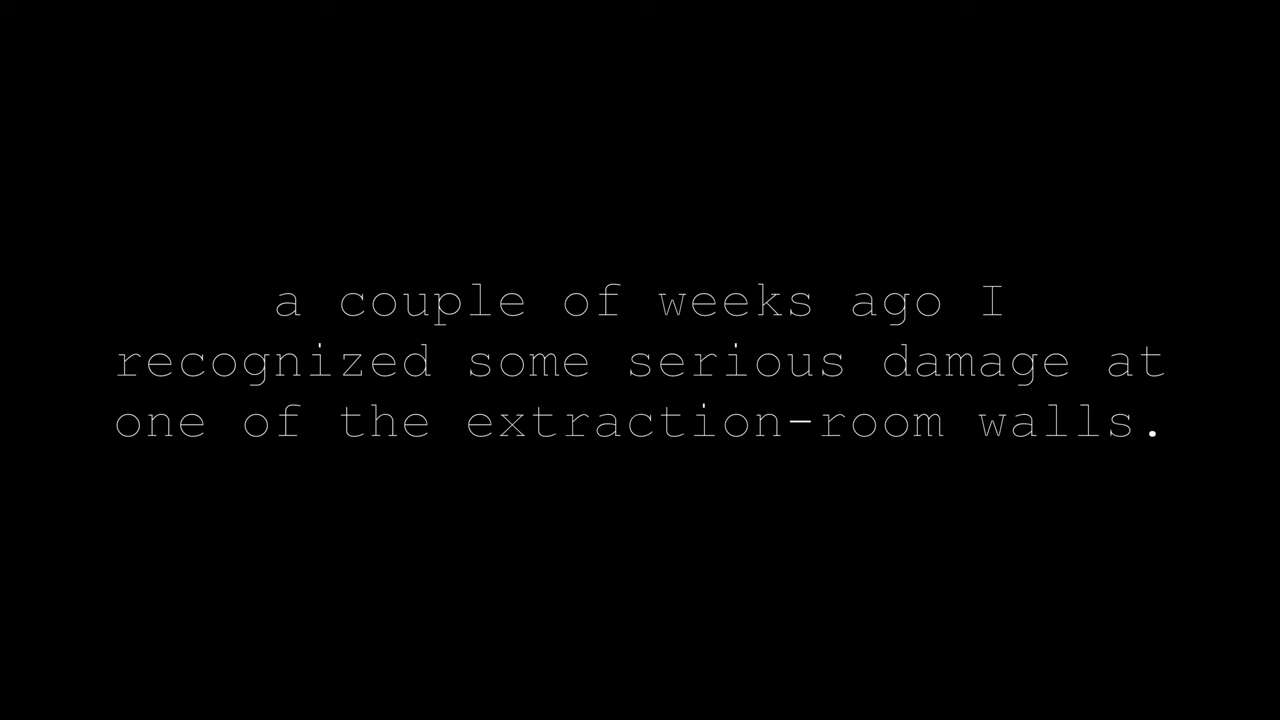 a couple of weeks ago I
recognized some serious damage at
one of the extraction-room walls.